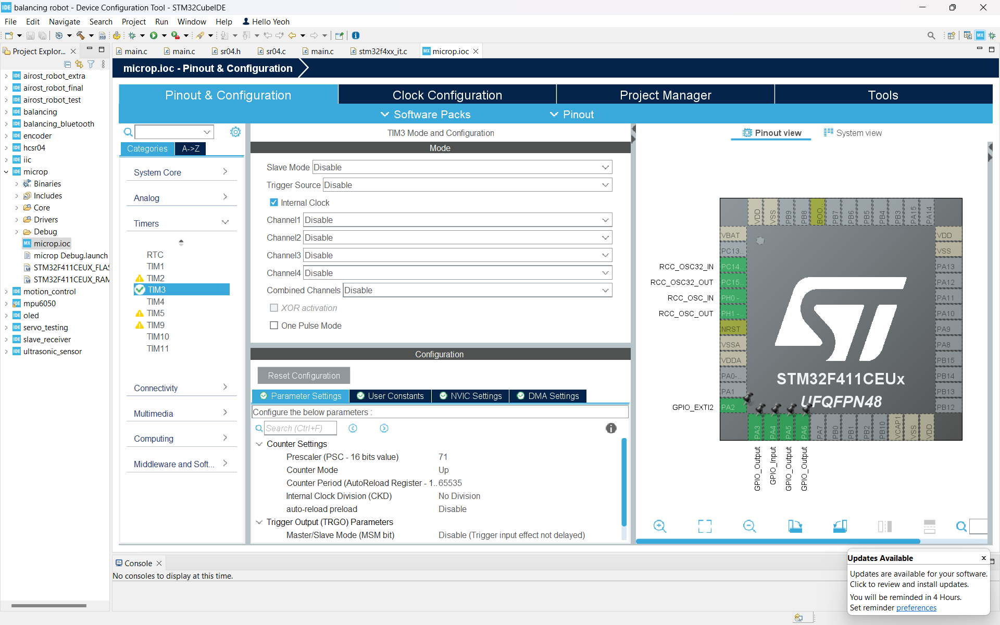 balancing robot - Device Configuration Tool - STM32CubeIDE
File Edit Navigate Search Project Run Window Help Hello Yeoh
Project Explor...
main.c main.c sr04.h sr04.c main.c stm32f4xx_it.c microp.ioc
airost_robot_extra
airost_robot_final
airost_robot_test
balancing
balancing_bluetooth
encoder
hcsr04
iic
microp
Binaries
Includes
Core
Drivers
Debug
microp.ioc
microp Debug.launch
STM32F411CEUX_FLAS
STM32F411CEUX_RAM
motion_control
mpu6050
oled
servo_testing
slave_receiver
ultrasonic_sensor
microp.ioc - Pinout & Configuration
Pinout & Configuration Clock Configuration Project Manager Tools
Software Packs Pinout
Categories A->Z
System Core
Analog
Timers
RTC
TIM1
TIM2
TIM3
TIM4
TIM5
TIM9
TIM10
TIM11
Connectivity
Multimedia
Computing
Middleware and Soft...
TIM3 Mode and Configuration
Mode
Slave Mode Disable
Trigger Source Disable
Internal Clock
Channel1 Disable
Channel2 Disable
Channel3 Disable
Channel4 Disable
Combined Channels Disable
XOR activation
One Pulse Mode
Configuration
Reset Configuration
Parameter Settings User Constants NVIC Settings DMA Settings
Configure the below parameters :
Search (Ctrl+F)
Counter Settings
Prescaler (PSC - 16 bits value) 71
Counter Mode Up
Counter Period (AutoReload Register - 1.. 65535
Internal Clock Division (CKD) No Division
auto-reload preload Disable
Trigger Output (TRGO) Parameters
Master/Slave Mode (MSM bit) Disable (Trigger input effect not delayed)
Pinout view System view
VDD VSS PB9 PB8 BOO.. PB7 PB6 PB5 PB4 PB3 PA15 PA14
VBAT
PC13..
RCC_OSC32_IN PC14..
RCC_OSC32_OUT PC15..
RCC_OSC_IN PH0 -..
RCC_OSC_OUT PH1 -..
NRST
VSSA
VDDA
PA0-..
PA1
GPIO_EXTI2 PA2
VDD
VSS
PA13
PA12
PA11
PA10
PA9
PA8
PB15
PB14
PB13
PB12
ST
STM32F411CEUx
UFQFPN48
PA3 PA4 PA5 PA6 PA7 PB0 PB1 PB2 PB10 VCAP1 VSS VDD
GPIO_Output GPIO_Input GPIO_Output GPIO_Output
Console
No consoles to display at this time.
Updates Available
Updates are available for your software.
Click to review and install updates.
You will be reminded in 4 Hours.
Set reminder preferences